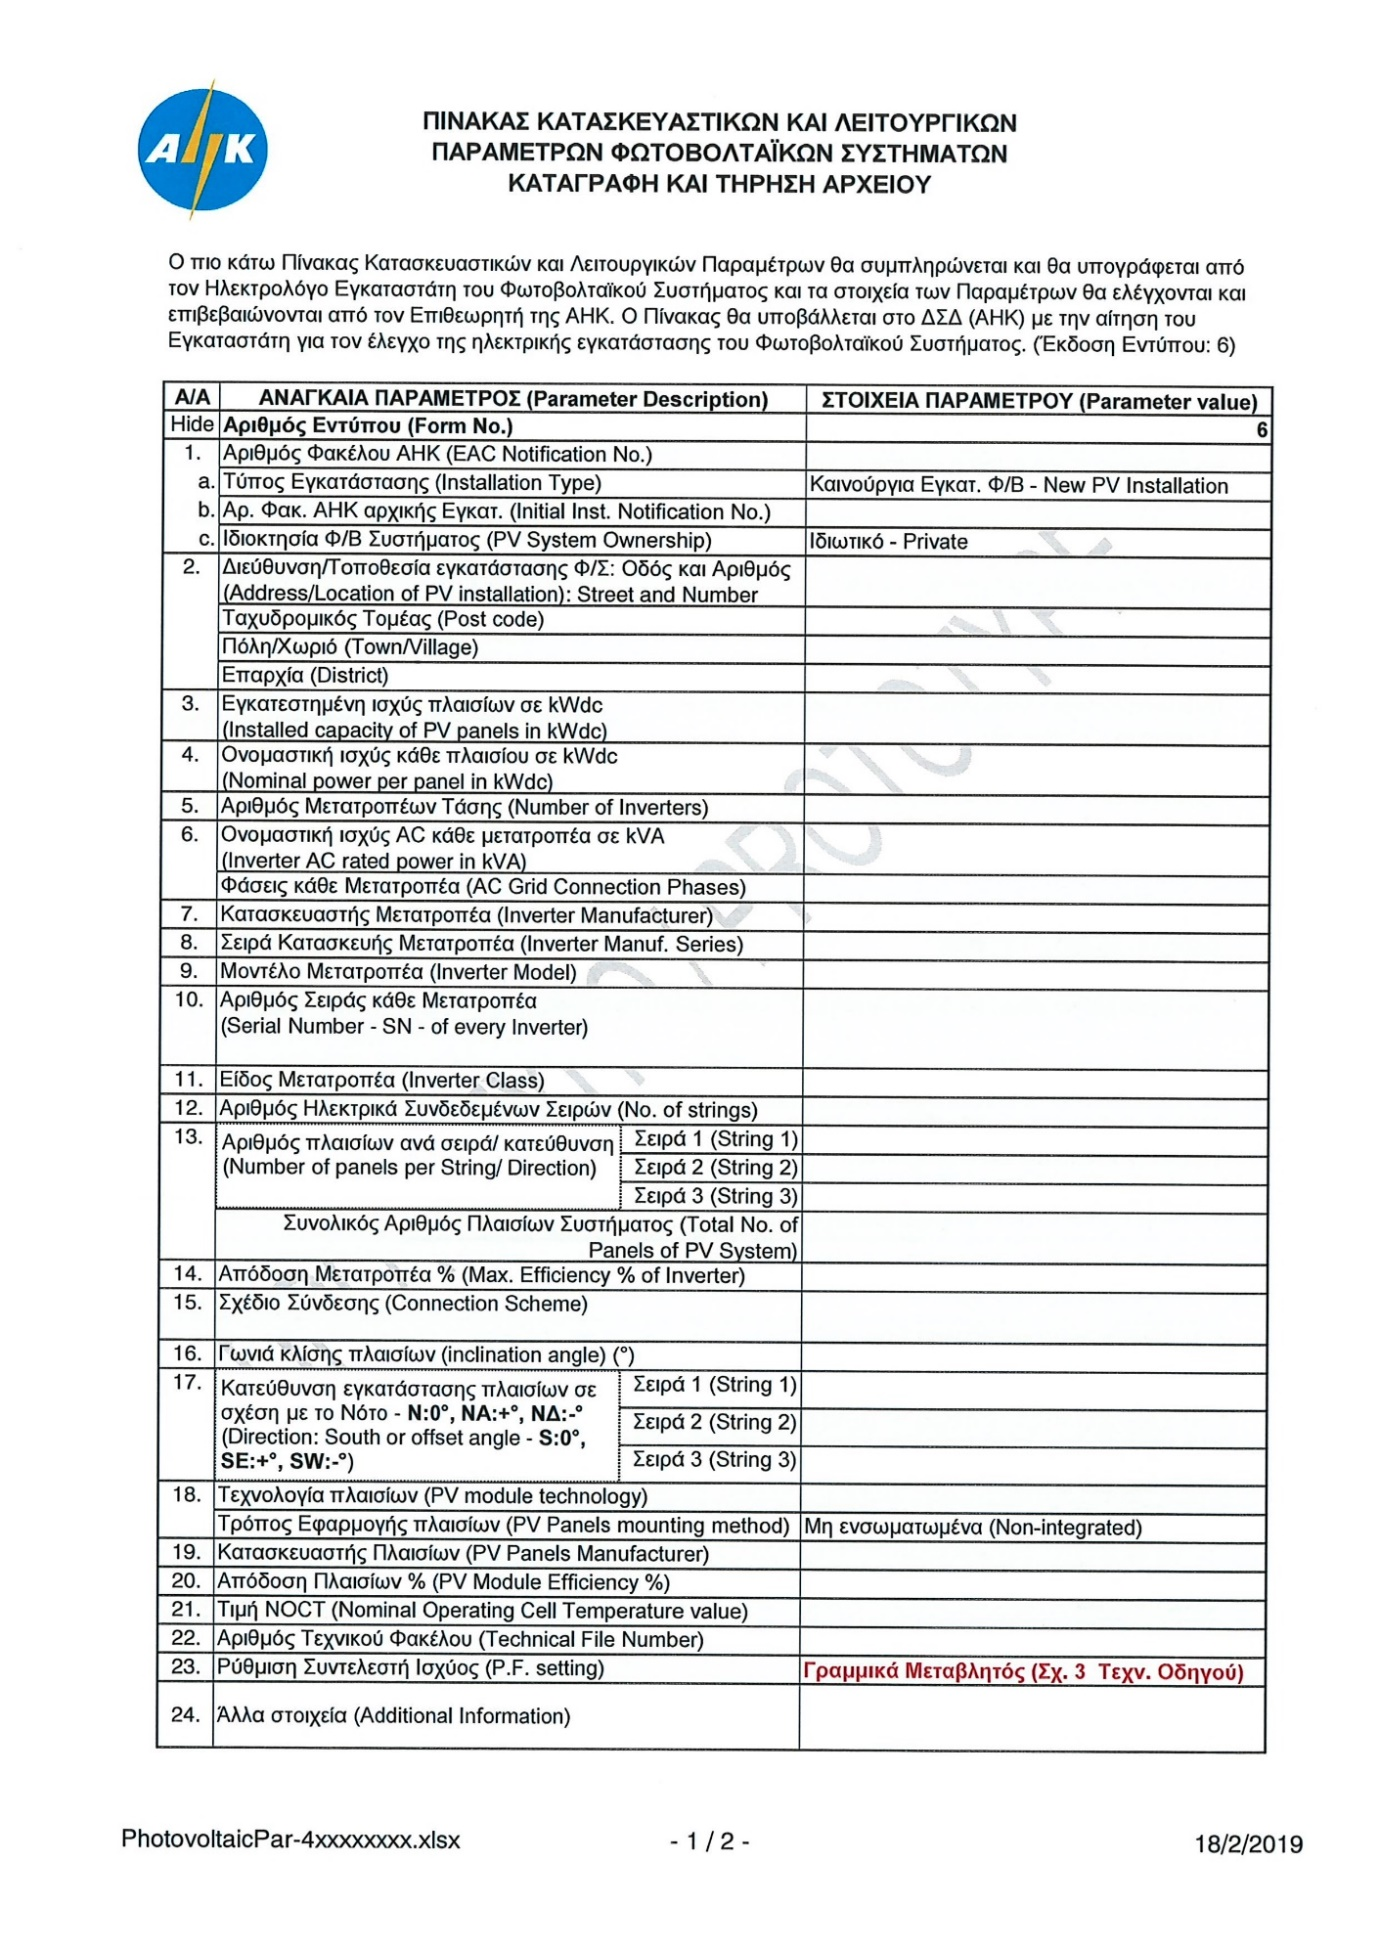 ΑΗΚ
ΠΙΝΑΚΑΣ ΚΑΤΑΣΚΕΥΑΣΤΙΚΩΝ ΚΑΙ ΛΕΙΤΟΥΡΓΙΚΩΝ
ΠΑΡΑΜΕΤΡΩΝ ΦΩΤΟΒΟΛΤΑΪΚΩΝ ΣΥΣΤΗΜΑΤΩΝ
ΚΑΤΑΓΡΑΦΗ ΚΑΙ ΤΗΡΗΣΗ ΑΡΧΕΙΟΥ
Ο πιο κάτω Πίνακας Κατασκευαστικών και Λειτουργικών Παραμέτρων θα συμπληρώνεται και θα υπογράφεται από
τον Ηλεκτρολόγο Εγκαταστάτη του Φωτοβολταϊκού Συστήματος και τα στοιχεία των Παραμέτρων θα ελέγχονται και
επιβεβαιώνονται από τον Επιθεωρητή της ΑΗΚ. Ο Πίνακας θα υποβάλλεται στο ΔΣΔ (ΑΗΚ) με την αίτηση του
Εγκαταστάτη για τον έλεγχο της ηλεκτρικής εγκατάστασης του Φωτοβολταϊκού Συστήματος. (Έκδοση Εντύπου: 6)
Α/Α ΑΝΑΓΚΑΙΑ ΠΑΡΑΜΕΤΡΟΣ (Parameter Description) ΣΤΟΙΧΕΙΑ ΠΑΡΑΜΕΤΡΟΥ (Parameter value)
Hide Αριθμός Εντύπου (Form No.) 6
1. Αριθμός Φακέλου ΑΗΚ (EAC Notification No.)
a. Τύπος Εγκατάστασης (Installation Type) Καινούργια Εγκατ. Φ/Β - New PV Installation
b. Αρ. Φακ. ΑΗΚ αρχικής Εγκατ. (Initial Inst. Notification No.)
c. Ιδιοκτησία Φ/Β Συστήματος (PV System Ownership) Ιδιωτικό - Private
2. Διεύθυνση/Τοποθεσία εγκατάστασης Φ/Σ: Οδός και Αριθμός
(Address/Location of PV installation): Street and Number
Ταχυδρομικός Τομέας (Post code)
Πόλη/Χωριό (Town/Village)
Επαρχία (District)
3. Εγκατεστημένη ισχύς πλαισίων σε kWdc
(Installed capacity of PV panels in kWdc)
4. Ονομαστική ισχύς κάθε πλαισίου σε kWdc
(Nominal power per panel in kWdc)
5. Αριθμός Μετατροπέων Τάσης (Number of Inverters)
6. Ονομαστική ισχύς AC κάθε μετατροπέα σε kVA
(Inverter AC rated power in kVA)
Φάσεις κάθε Μετατροπέα (AC Grid Connection Phases)
7. Κατασκευαστής Μετατροπέα (Inverter Manufacturer)
8. Σειρά Κατασκευής Μετατροπέα (Inverter Manuf. Series)
9. Μοντέλο Μετατροπέα (Inverter Model)
10. Αριθμός Σειράς κάθε Μετατροπέα
(Serial Number - SN - of every Inverter)
11. Είδος Μετατροπέα (Inverter Class)
12. Αριθμός Ηλεκτρικά Συνδεδεμένων Σειρών (No. of strings)
13. Αριθμός πλαισίων ανά σειρά/ κατεύθυνση Σειρά 1 (String 1)
(Number of panels per String/ Direction) Σειρά 2 (String 2)
Σειρά 3 (String 3)
Συνολικός Αριθμός Πλαισίων Συστήματος (Total No. of
Panels of PV System)
14. Απόδοση Μετατροπέα % (Max. Efficiency % of Inverter)
15. Σχέδιο Σύνδεσης (Connection Scheme)
16. Γωνιά κλίσης πλαισίων (inclination angle) (°)
17. Κατεύθυνση εγκατάστασης πλαισίων σε Σειρά 1 (String 1)
σχέση με το Νότο - Ν:0°, ΝΑ:+°, ΝΔ:-° Σειρά 2 (String 2)
(Direction: South or offset angle - S:0°,
SE:+°, SW:-°) Σειρά 3 (String 3)
18. Τεχνολογία πλαισίων (PV module technology)
Τρόπος Εφαρμογής πλαισίων (PV Panels mounting method) Μη ενσωματωμένα (Non-integrated)
19. Κατασκευαστής Πλαισίων (PV Panels Manufacturer)
20. Απόδοση Πλαισίων % (PV Module Efficiency %)
21. Τιμή NOCT (Nominal Operating Cell Temperature value)
22. Αριθμός Τεχνικού Φακέλου (Technical File Number)
23. Ρύθμιση Συντελεστή Ισχύος (P.F. setting) Γραμμικά Μεταβλητός (Σχ. 3 Τεχν. Οδηγού)
24. Άλλα στοιχεία (Additional Information)
PhotovoltaicPar-4xxxxxxxx.xlsx - 1 / 2 - 18/2/2019